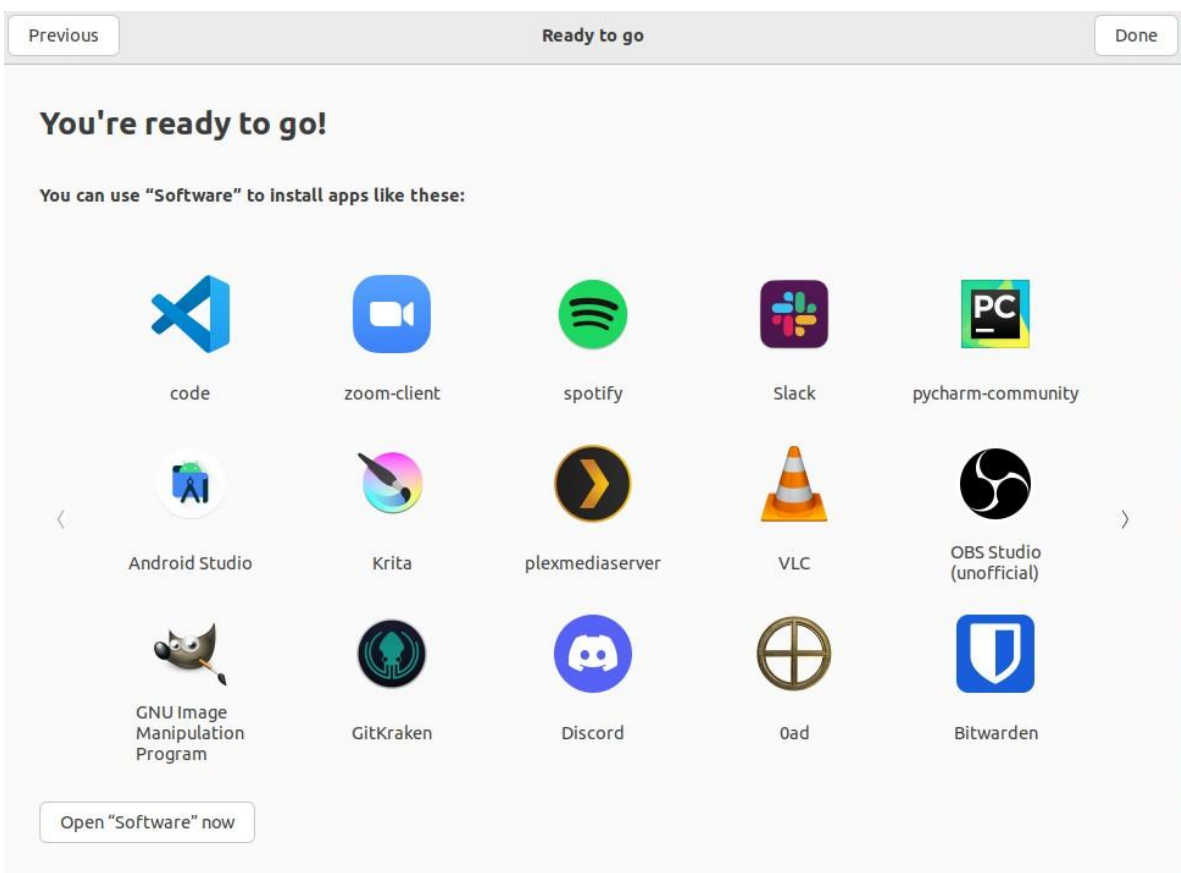 Previous
Ready to go
Done
You're ready to go!
You can use “Software” to install apps like these:
PC
code
zoom-client
spotify
Slack
pycharm-community
Android Studio
Krita
plexmediaserver
VLC
OBS Studio
(unofficial)
GNU Image
Manipulation
Program
GitKraken
Discord
0ad
Bitwarden
Open “Software” now